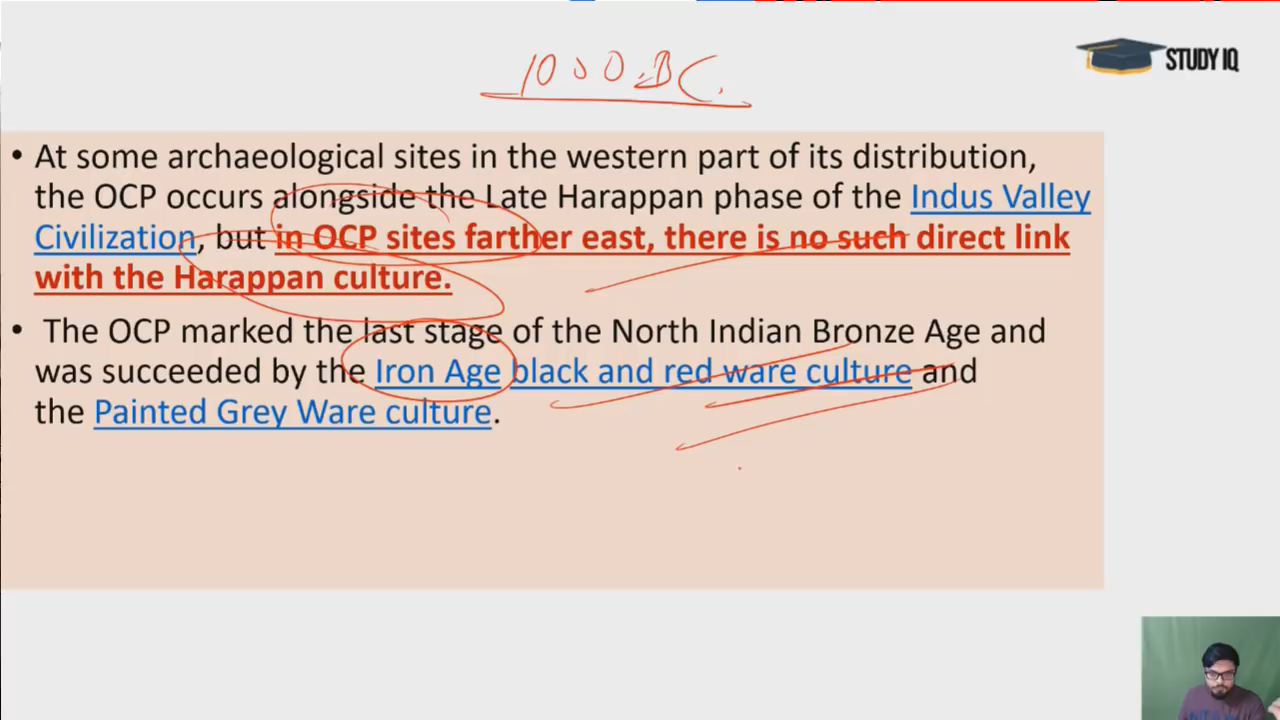 1000 BC.
STUDY IQ
• At some archaeological sites in the western part of its distribution,
the OCP occurs alongside the Late Harappan phase of the Indus Valley
Civilization, but in OCP sites farther east, there is no such direct link
with the Harappan culture.
• The OCP marked the last stage of the North Indian Bronze Age and
was succeeded by the Iron Age black and red ware culture and
the Painted Grey Ware culture.